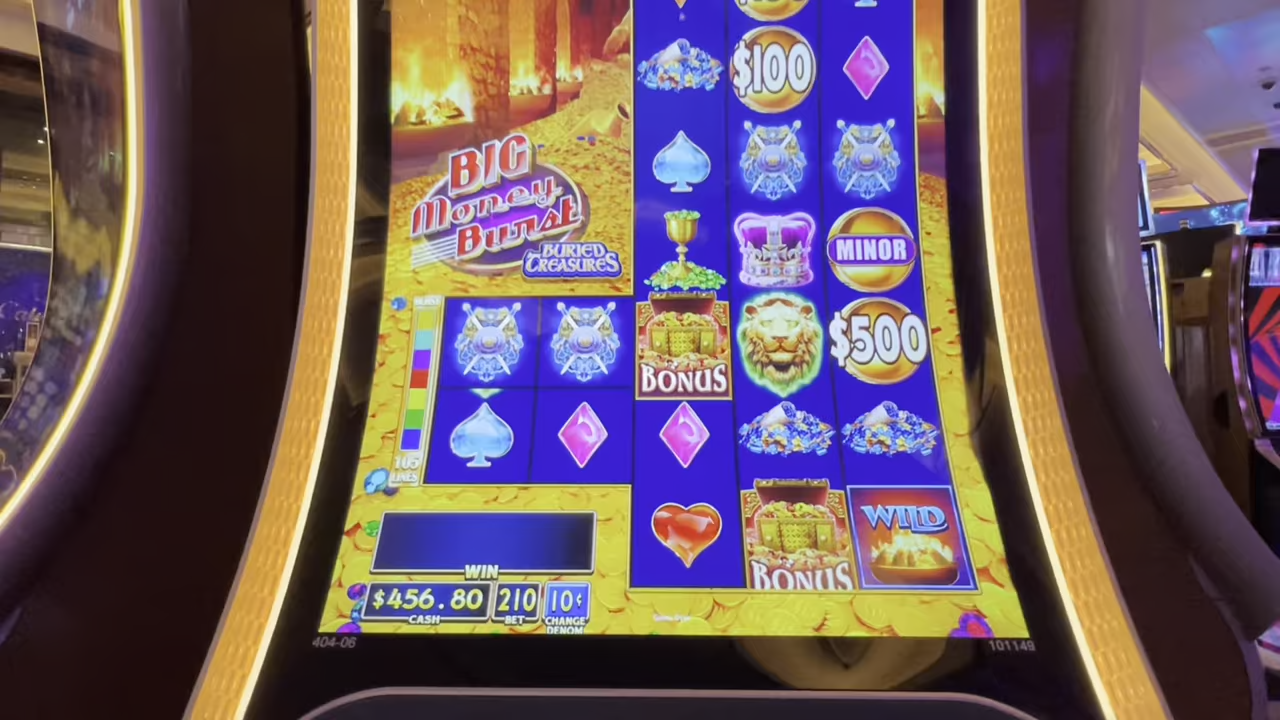 $100
BIG
Money
Burst
BURIED
TREASURES
MINOR
$500
BONUS
105
LINES
WILD
BONUS
WIN
$456.80
210
10¢
CASH
BET
CHANGE
DENOM
404-06
101149